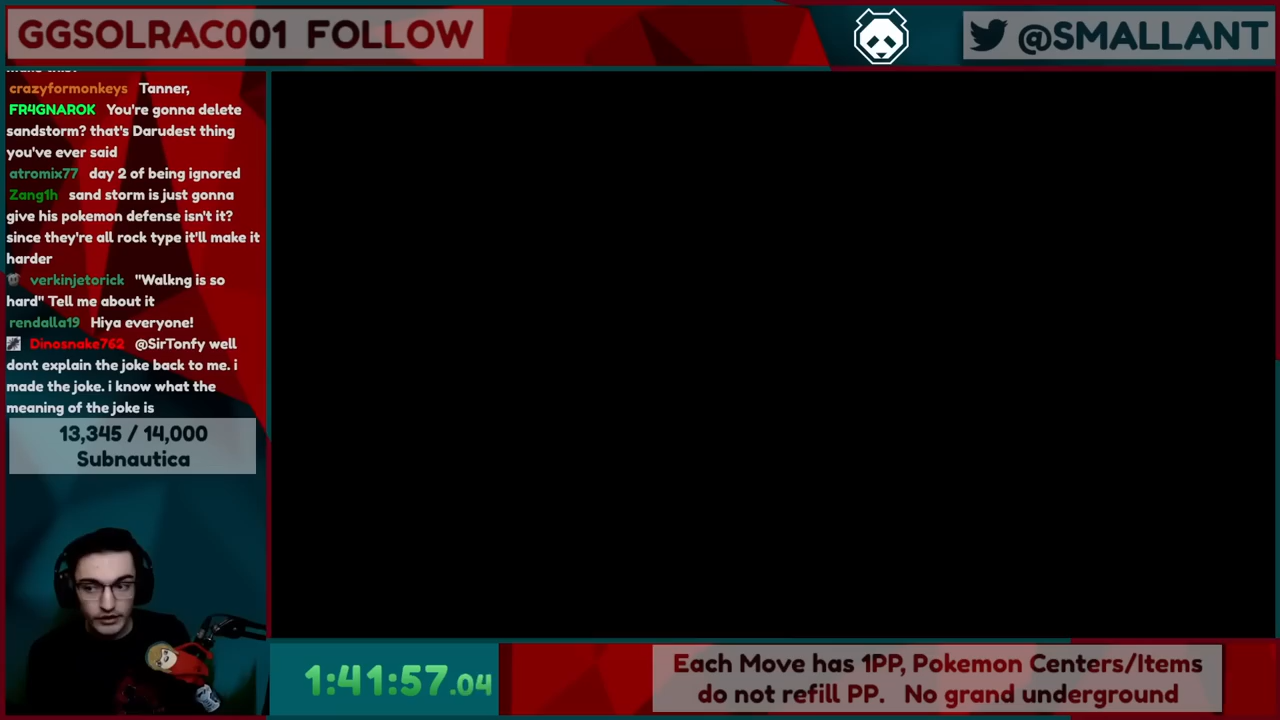 GGSOLRAC001 FOLLOW
@SMALLANT
crazyformonkeys Tanner,
FR4GNAROK You're gonna delete
sandstorm? that's Darudest thing
you've ever said
atromix77 day 2 of being ignored
Zang1h sand storm is just gonna
give his pokemon defense isn't it?
since they're all rock type it'll make it
harder
verkinjetorick "Walkng is so
hard" Tell me about it
rendalla19 Hiya everyone!
Dinosnake762 @SirTonfy well
dont explain the joke back to me. i
made the joke. i know what the
meaning of the joke is
13,345 / 14,000
Subnautica
1:41:57.04
Each Move has 1PP, Pokemon Centers/Items
do not refill PP. No grand underground